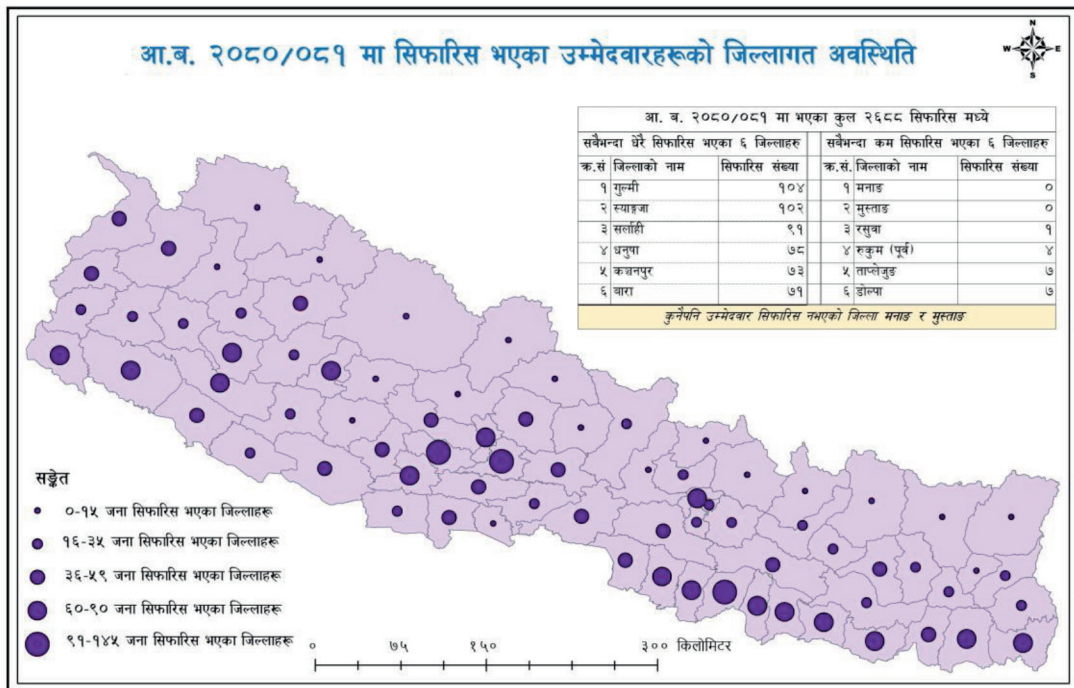 आ.ब. २०८०/०८१ मा सिफारिस भएका उम्मेदवारहरूको जिल्लागत अवस्थिति
N
W E
S
आ. ब. २०८०/०८१ मा भएका कुल २६८८ सिफारिस मध्ये
सबैभन्दा धेरै सिफारिस भएका ६ जिल्लाहरु सबैभन्दा कम सिफारिस भएका ६ जिल्लाहरु
क्र.सं जिल्लाको नाम सिफारिस संख्या क्र.सं. जिल्लाको नाम सिफारिस संख्या
१ गुल्मी १०४ १ मनाङ ०
२ स्याङ्गजा १०२ २ मुस्ताङ ०
३ सर्लाही ९१ ३ रसुवा १
४ धनुषा ७८ ४ रुकुम (पूर्व) ४
५ कञ्चनपुर ७३ ५ ताप्लेजुङ ७
६ बारा ७१ ६ डोल्पा ७
कुनैपनि उम्मेदवार सिफारिस नभएको जिल्ला मनाङ र मुस्ताङ
सङ्केत
०-१५ जना सिफारिस भएका जिल्लाहरू
१६-३५ जना सिफारिस भएका जिल्लाहरू
३६-५९ जना सिफारिस भएका जिल्लाहरू
६०-९० जना सिफारिस भएका जिल्लाहरू
९१-१४५ जना सिफारिस भएका जिल्लाहरू
० ७५ १५० ३०० किलोमिटर